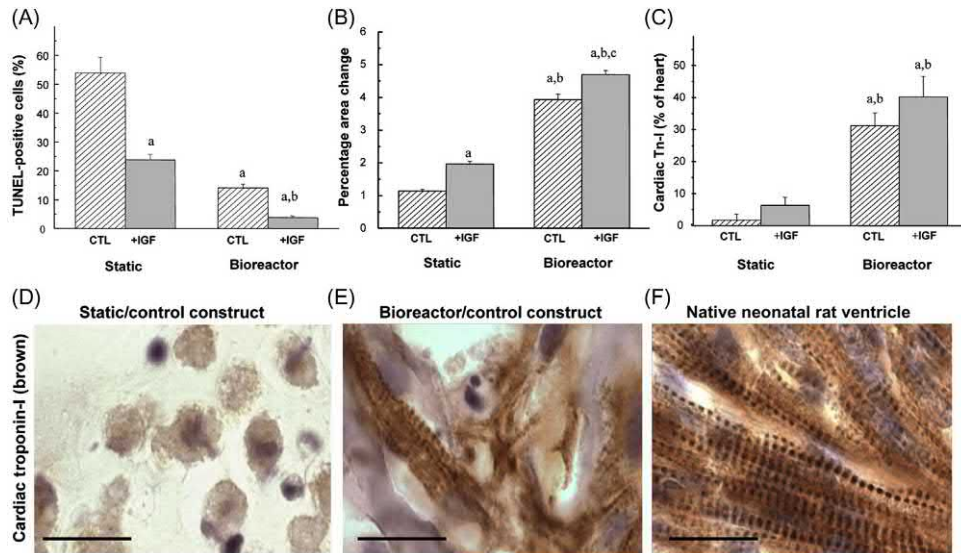 (A)
TUNEL-positive cells (%)
60
50
40
30
20
10
0
a
a
a,b
CTL +IGF CTL +IGF
Static Bioreactor
(B)
Percentage area change
6
5
4
3
2
1
0
a
a,b
a,b,c
CTL +IGF CTL +IGF
Static Bioreactor
(C)
Cardiac Tn-I (% of heart)
50
40
30
20
10
0
a,b
a,b
CTL +IGF CTL +IGF
Static Bioreactor
Cardiac troponin-I (brown)
(D)
Static/control construct
(E)
Bioreactor/control construct
(F)
Native neonatal rat ventricle